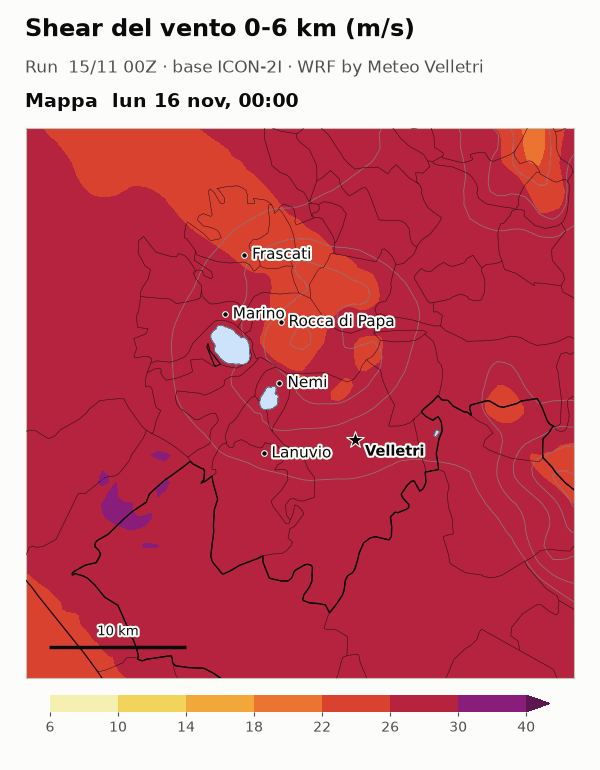 Shear del vento 0-6 km (m/s)
Run  15/11 00Z · base ICON-2I · WRF by Meteo Velletri
Mappa  lun 16 nov, 00:00
Frascati
Marino
Rocca di Papa
Nemi
Velletri
Lanuvio
10 km
6 10 14 18 22 26 30 40